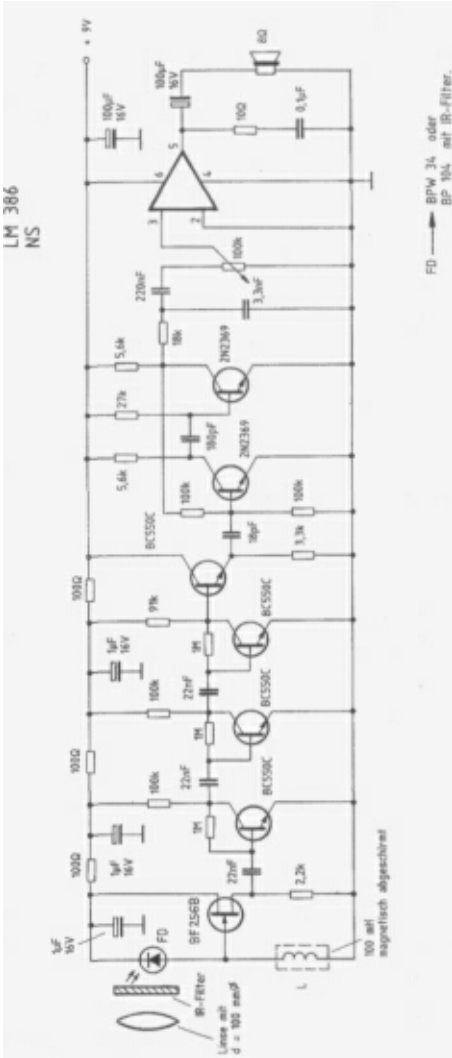 LM 386
NS
+ 9V
100µF
16V
100µF
16V
8Ω
5
6
4
3
2
10Ω
0,1µF
220nF
100k
3,3nF
18k
5,6k
2N2369
27k
180pF
5,6k
2N2369
100k
100k
18pF
3,3k
BC550C
100Ω
91k
1M
BC550C
1µF
16V
22nF
100k
1M
BC550C
100Ω
22nF
100k
1M
BC550C
1µF
16V
100Ω
22nF
2,2k
BF256B
1µF
16V
FD
IR-Filter
Linse mit
d = 100 mmØ
L
100 mH
magnetisch abgeschirmt
FD → BPW 34 oder
BP 104 mit IR-Filter.